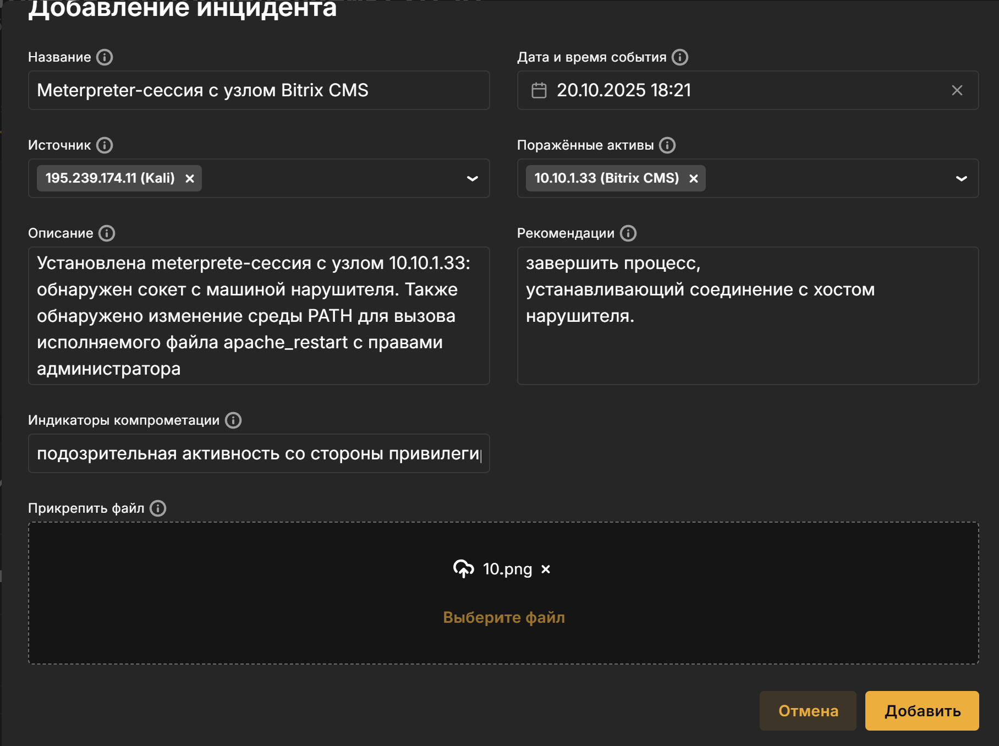 Добавление инцидента
Название
Meterpreter-сессия с узлом Bitrix CMS
Дата и время события
20.10.2025 18:21
Источник
195.239.174.11 (Kali)
Поражённые активы
10.10.1.33 (Bitrix CMS)
Описание
Установлена meterprete-сессия с узлом 10.10.1.33:
обнаружен сокет с машиной нарушителя. Также
обнаружено изменение среды PATH для вызова
исполняемого файла apache_restart с правами
администратора
Рекомендации
завершить процесс,
устанавливающий соединение с хостом
нарушителя.
Индикаторы компрометации
подозрительная активность со стороны привилеги
Прикрепить файл
10.png
Выберите файл
Отмена
Добавить